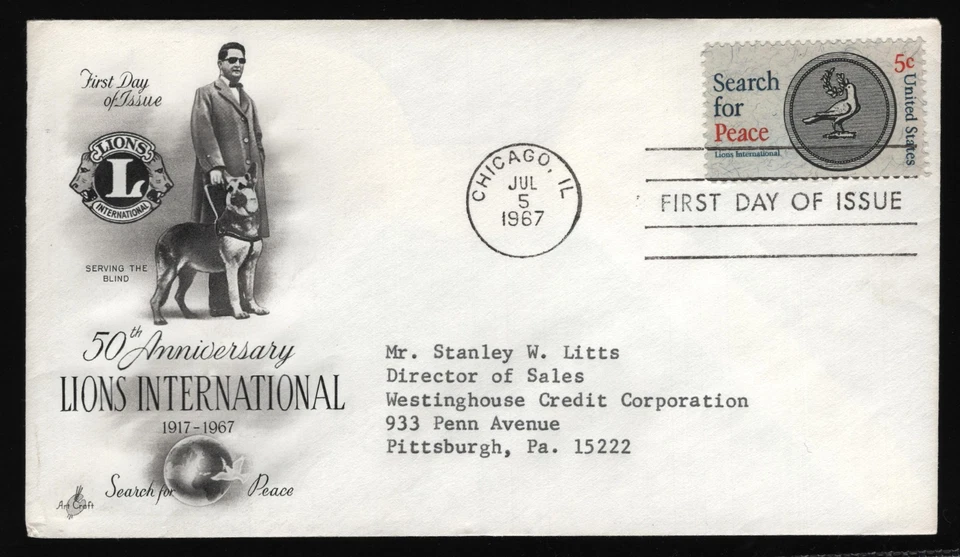 First Day
of Issue
LIONS
L
INTERNATIONAL
SERVING THE
BLIND
50th Anniversary
LIONS INTERNATIONAL
1917-1967
Search for Peace
Art Craft
CHICAGO, IL
JUL
5
1967
Search
for
Peace
Lions International
5c
United States
FIRST DAY OF ISSUE
Mr. Stanley W. Litts
Director of Sales
Westinghouse Credit Corporation
933 Penn Avenue
Pittsburgh, Pa. 15222